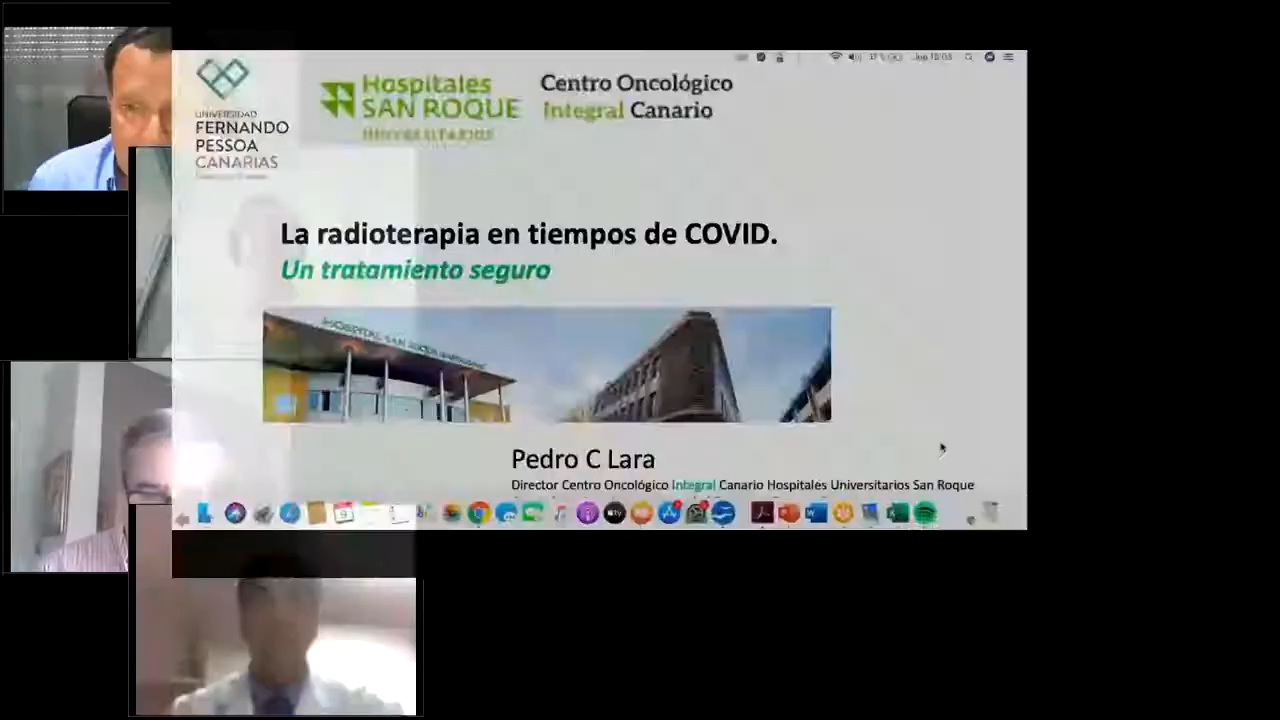 UNIVERSIDAD
FERNANDO
PESSOA
CANARIAS
Hospitales
SAN ROQUE
UNIVERSITARIOS
Centro Oncológico
Integral Canario
La radioterapia en tiempos de COVID.
Un tratamiento seguro
Pedro C Lara
Director Centro Oncológico Integral Canario Hospitales Universitarios San Roque